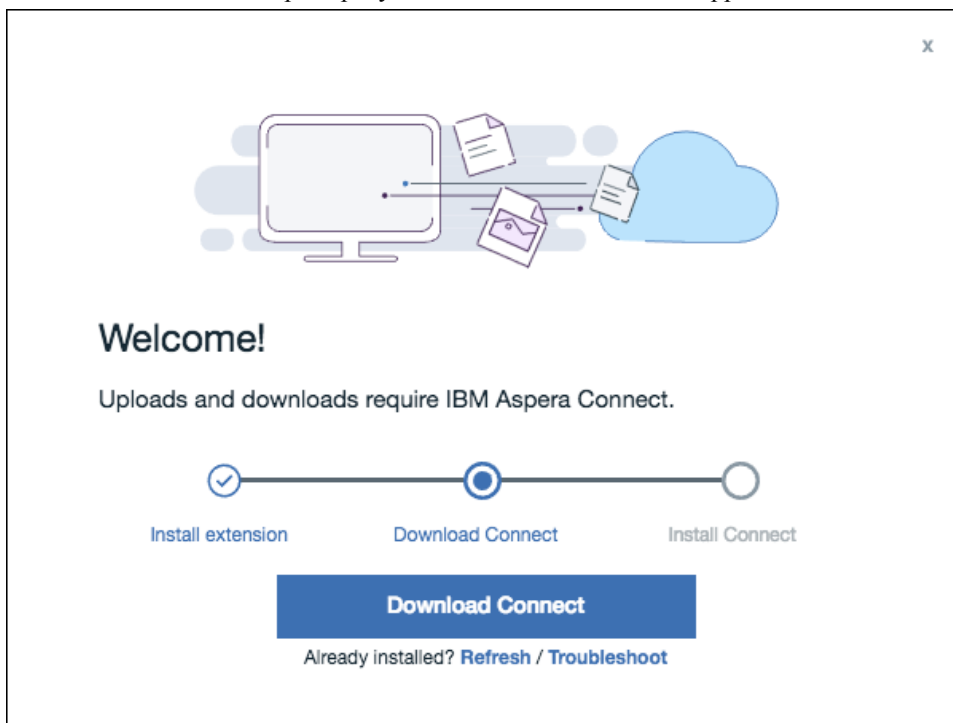 x
Welcome!
Uploads and downloads require IBM Aspera Connect.
Install extension
Download Connect
Install Connect
Download Connect
Already installed? Refresh / Troubleshoot